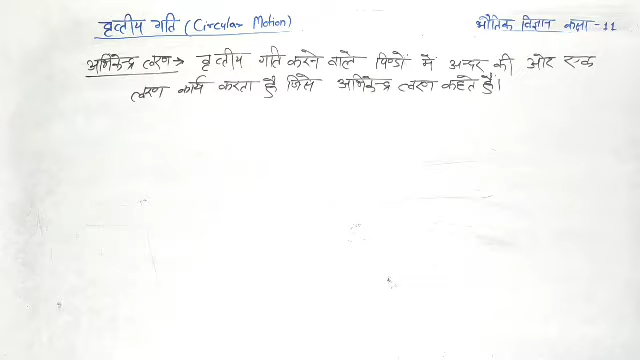 वृत्तीय गति (Circular Motion)
भौतिक विज्ञान कक्षा - 11
अभिकेन्द्र त्वरण → वृत्तीय गति करने वाले पिण्डों में अन्दर की ओर एक
त्वरण कार्य करता है जिसे अभिकेन्द्र त्वरण कहते हैं।